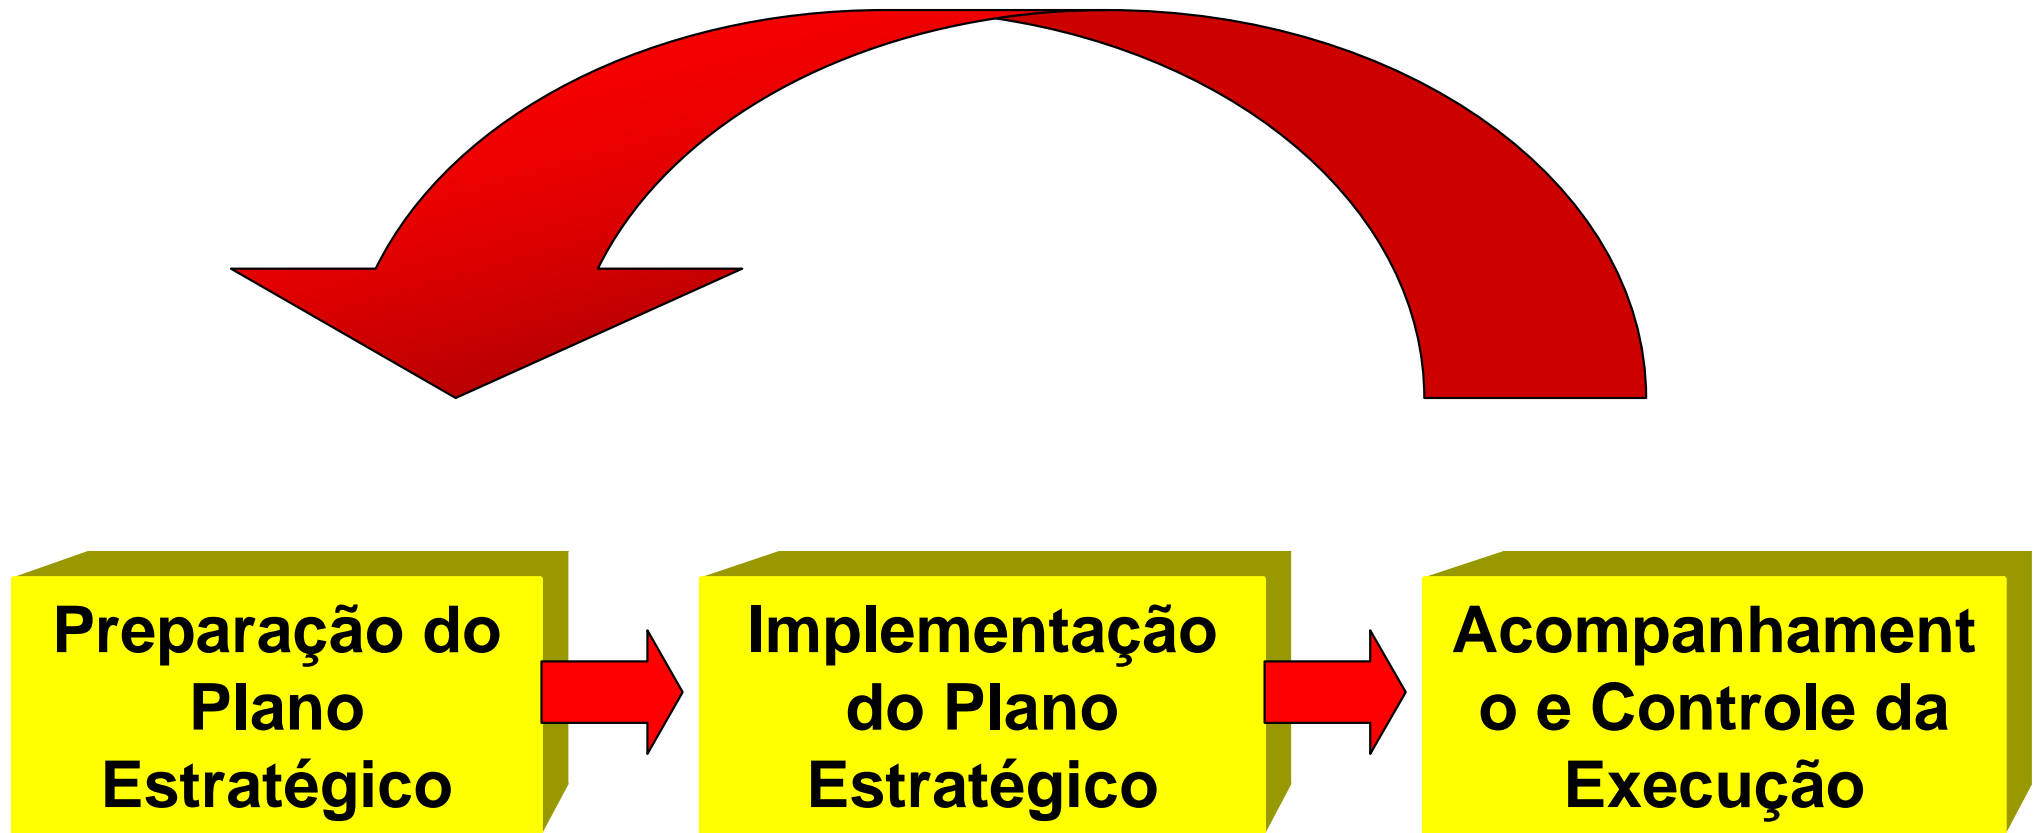 Preparação do
Plano
Estratégico
Implementação
do Plano
Estratégico
Acompanhament
o e Controle da
Execução